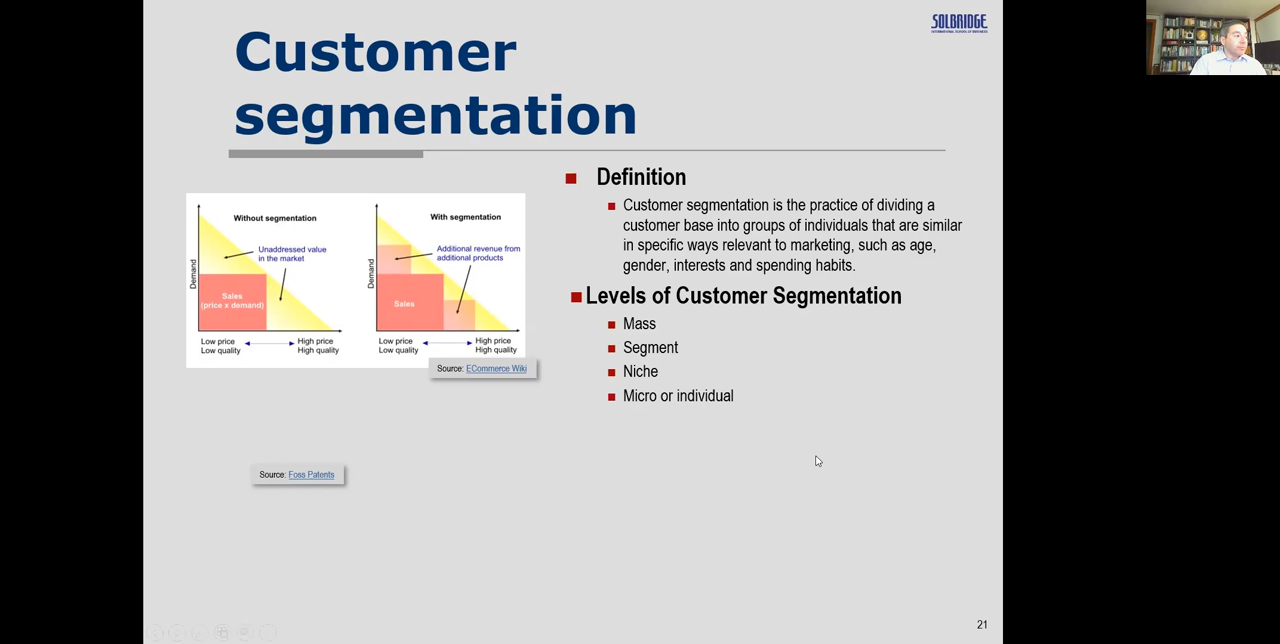 SOLBRIDGE
INTERNATIONAL SCHOOL OF BUSINESS
Customer
segmentation
Without segmentation
Unaddressed value
in the market
Demand
Sales
(price x demand)
Low price
Low quality
High price
High quality
With segmentation
Additional revenue from
additional products
Demand
Sales
Low price
Low quality
High price
High quality
Source: ECommerce Wiki
Source: Foss Patents
Definition
Customer segmentation is the practice of dividing a
customer base into groups of individuals that are similar
in specific ways relevant to marketing, such as age,
gender, interests and spending habits.
Levels of Customer Segmentation
Mass
Segment
Niche
Micro or individual
21